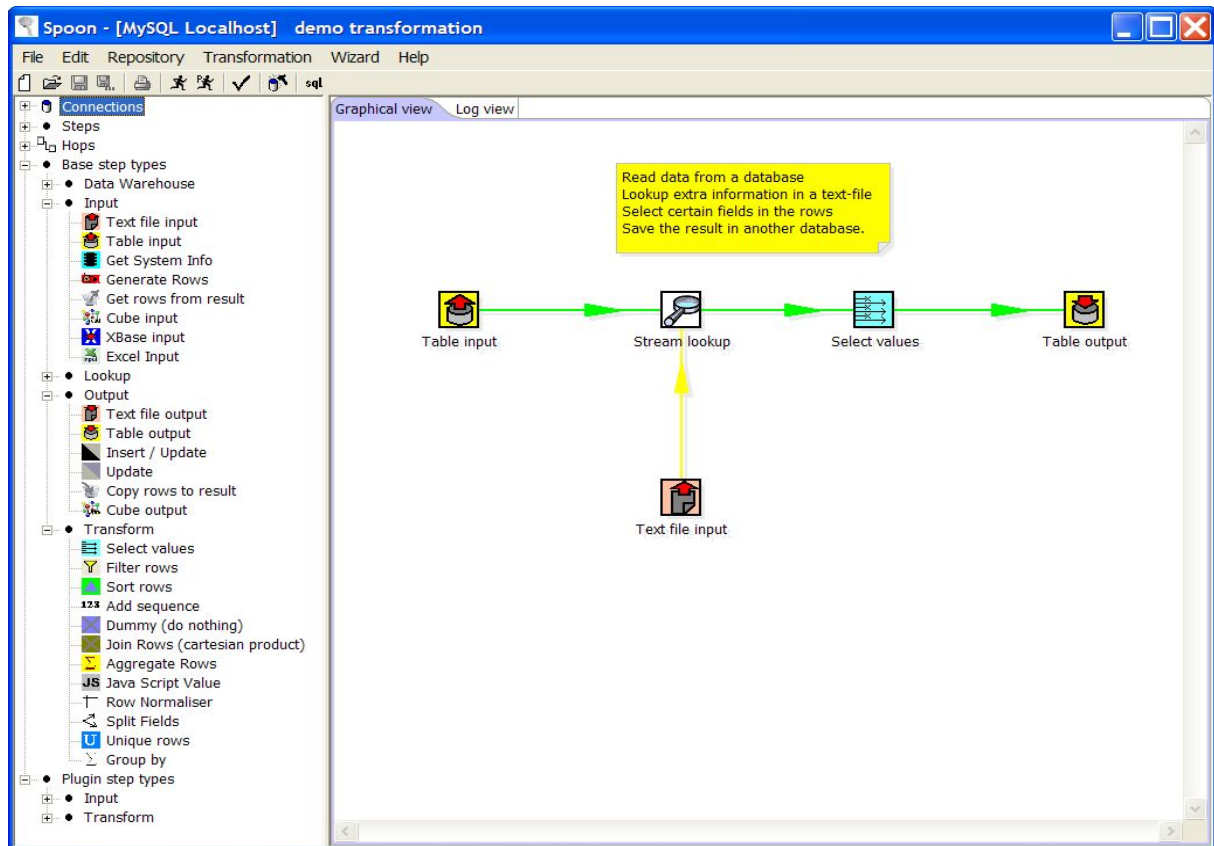 Spoon - [MySQL Localhost]   demo transformation
File Edit Repository Transformation Wizard Help
sql
Connections
Steps
Hops
Base step types
Data Warehouse
Input
Text file input
Table input
Get System Info
Generate Rows
Get rows from result
Cube input
XBase input
Excel Input
Lookup
Output
Text file output
Table output
Insert / Update
Update
Copy rows to result
Cube output
Transform
Select values
Filter rows
Sort rows
123 Add sequence
Dummy (do nothing)
Join Rows (cartesian product)
Σ Aggregate Rows
JS Java Script Value
Row Normaliser
Split Fields
U Unique rows
Σ Group by
Plugin step types
Input
Transform
Graphical view Log view
Read data from a database
Lookup extra information in a text-file
Select certain fields in the rows
Save the result in another database.
Table input Stream lookup Select values Table output
Text file input